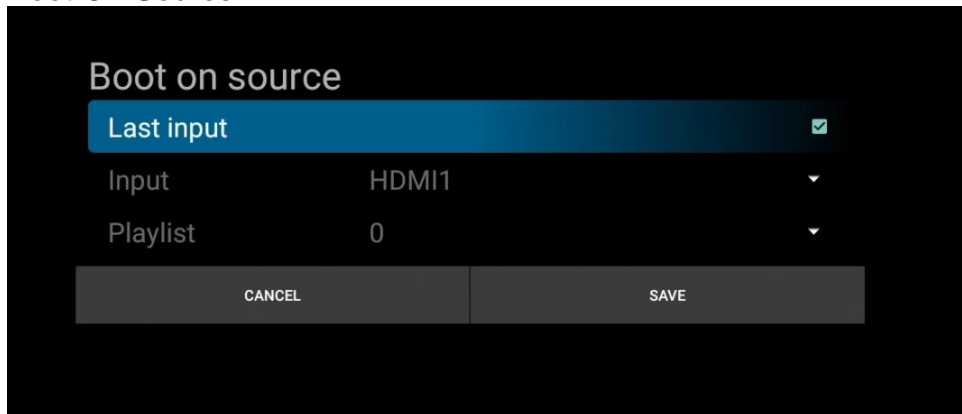 Boot on source
Last input
Input HDMI1
Playlist 0
CANCEL SAVE